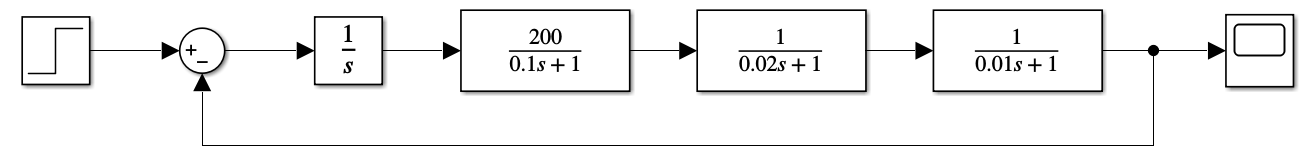 +
−
1
s
200
0.1s + 1
1
0.02s + 1
1
0.01s + 1